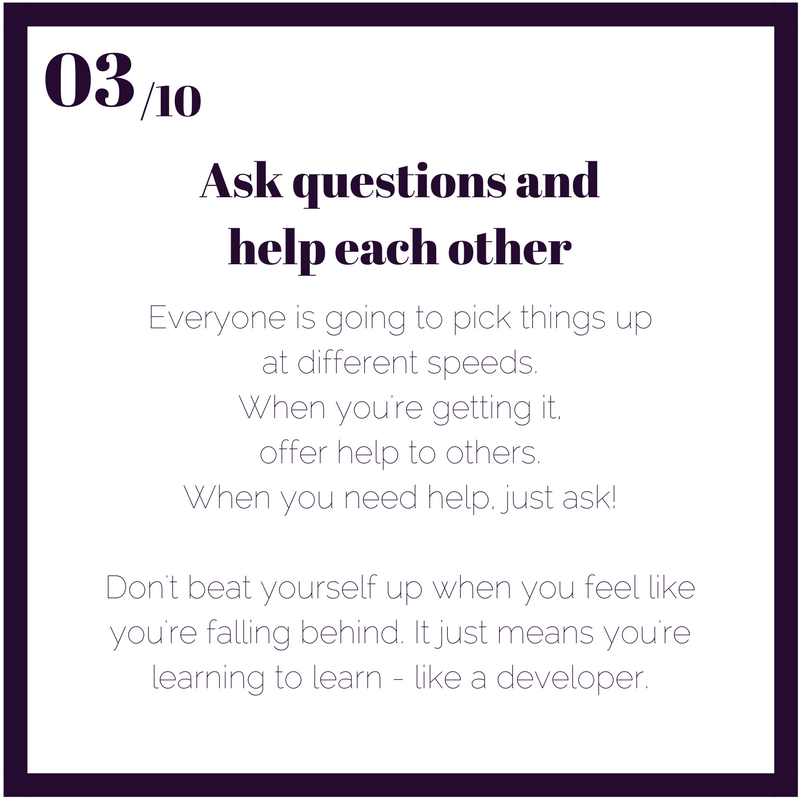 03/10
Ask questions and
help each other
Everyone is going to pick things up
at different speeds.
When you're getting it,
offer help to others.
When you need help, just ask!
Don't beat yourself up when you feel like
you're falling behind. It just means you're
learning to learn - like a developer.